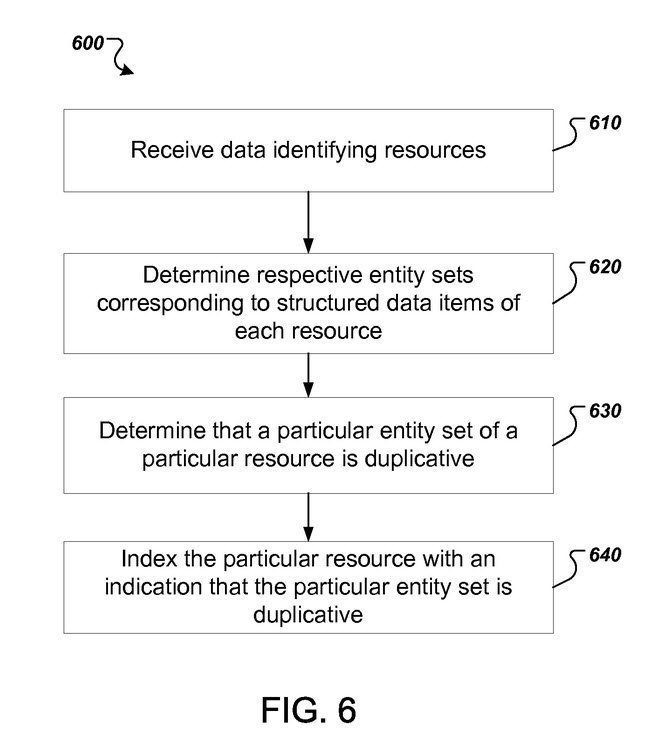 600
610
Receive data identifying resources
620
Determine respective entity sets
corresponding to structured data items of
each resource
630
Determine that a particular entity set of a
particular resource is duplicative
640
Index the particular resource with an
indication that the particular entity set is
duplicative
FIG. 6